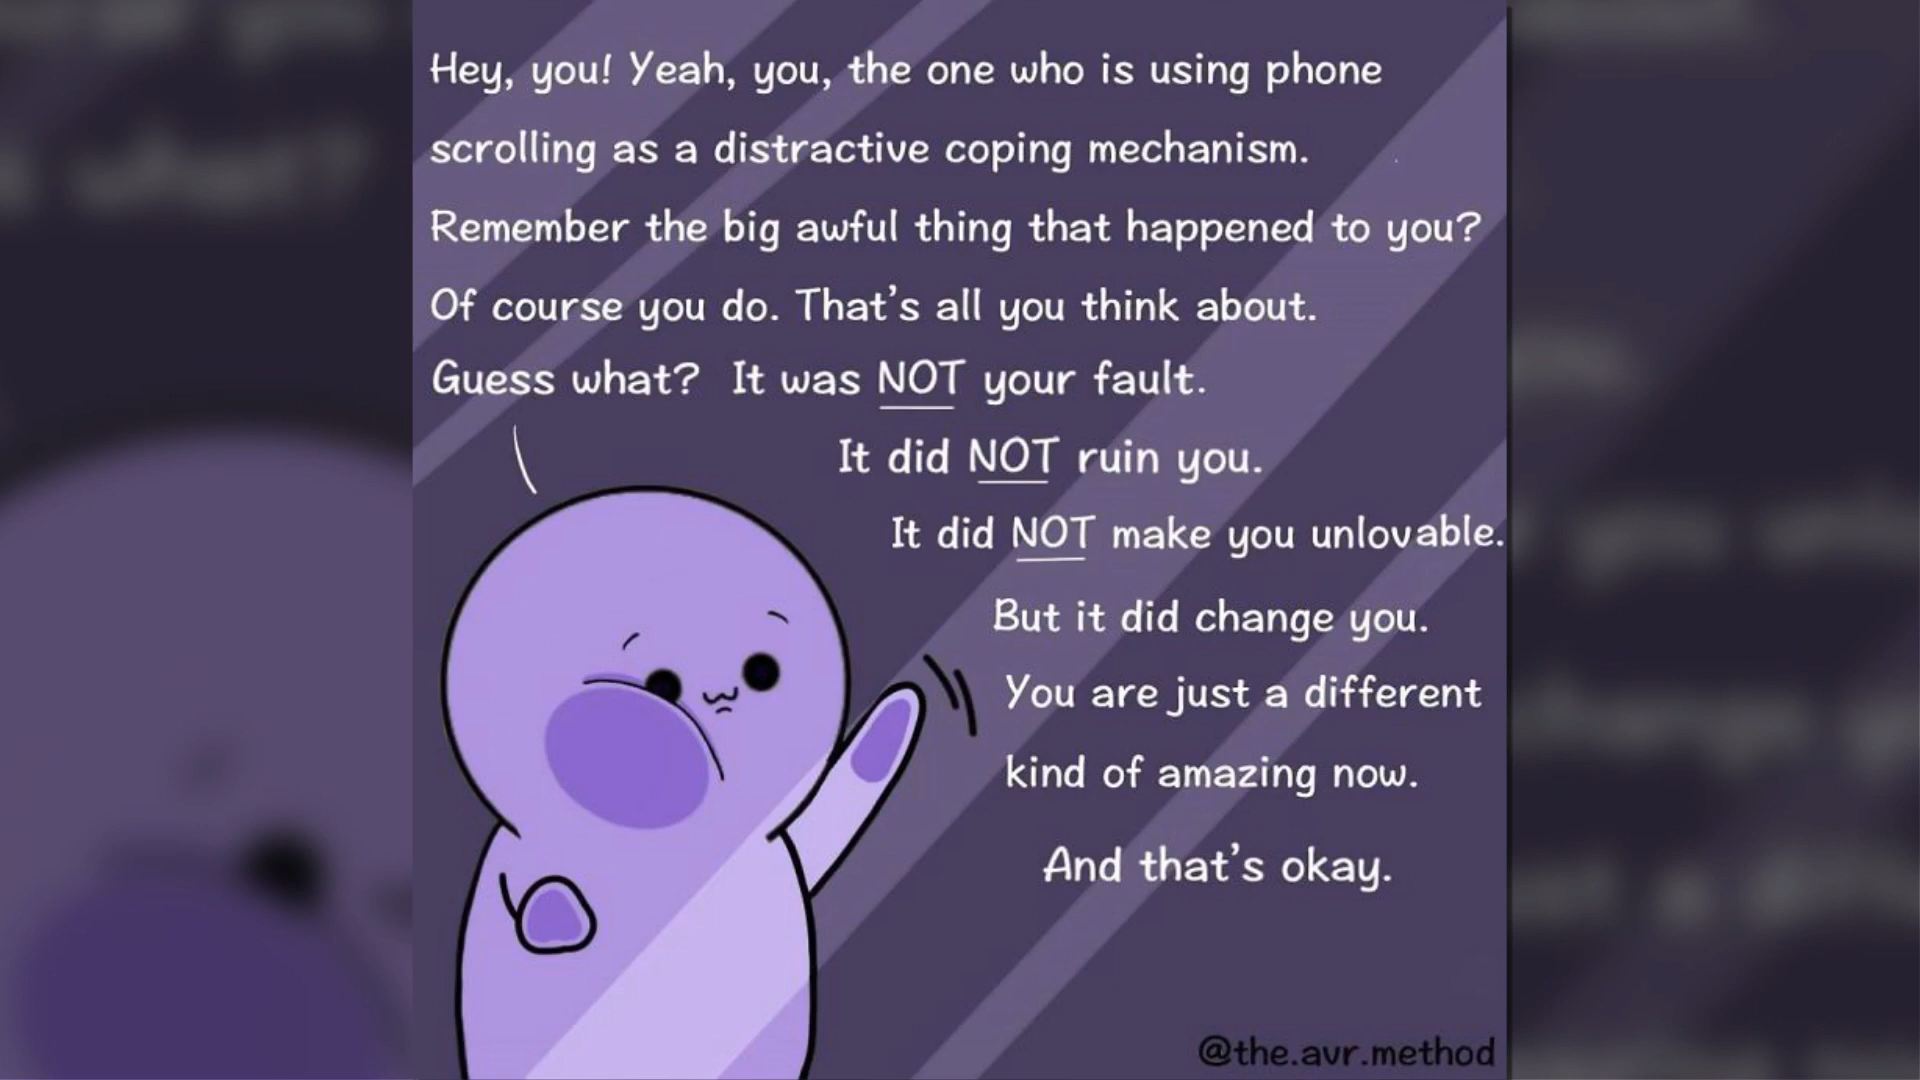 Hey, you! Yeah, you, the one who is using phone
scrolling as a distractive coping mechanism.
Remember the big awful thing that happened to you?
Of course you do. That's all you think about.
Guess what? It was NOT your fault.
It did NOT ruin you.
It did NOT make you unlovable.
But it did change you.
You are just a different
kind of amazing now.
And that's okay.
@the.avr.method